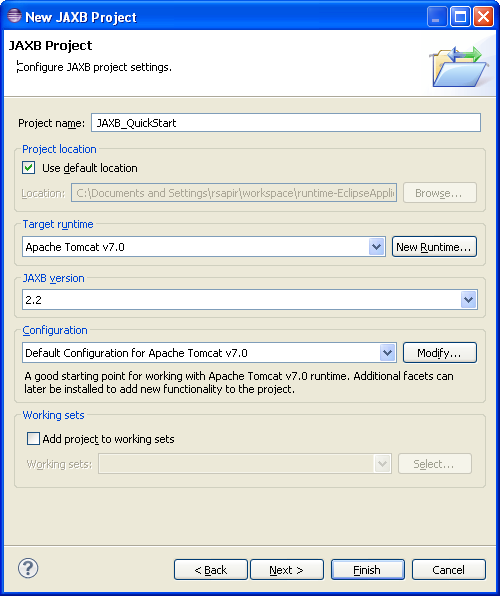 New JAXB Project
JAXB Project
Configure JAXB project settings.
Project name: JAXB_QuickStart
Project location
Use default location
Location: C:\Documents and Settings\rsapir\workspace\runtime-EclipseApplic Browse...
Target runtime
Apache Tomcat v7.0 New Runtime...
JAXB version
2.2
Configuration
Default Configuration for Apache Tomcat v7.0 Modify...
A good starting point for working with Apache Tomcat v7.0 runtime. Additional facets can
later be installed to add new functionality to the project.
Working sets
Add project to working sets
Working sets: Select...
? < Back Next > Finish Cancel